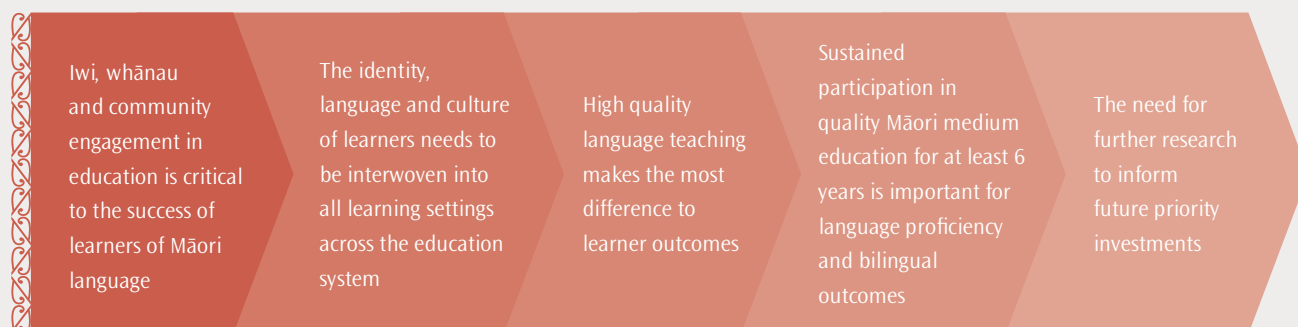 Iwi, whānau
and community
engagement in
education is critical
to the success of
learners of Māori
language
The identity,
language and culture
of learners needs to
be interwoven into
all learning settings
across the education
system
High quality
language teaching
makes the most
difference to
learner outcomes
Sustained
participation in
quality Māori medium
education for at least 6
years is important for
language proficiency
and bilingual
outcomes
The need for
further research
to inform
future priority
investments